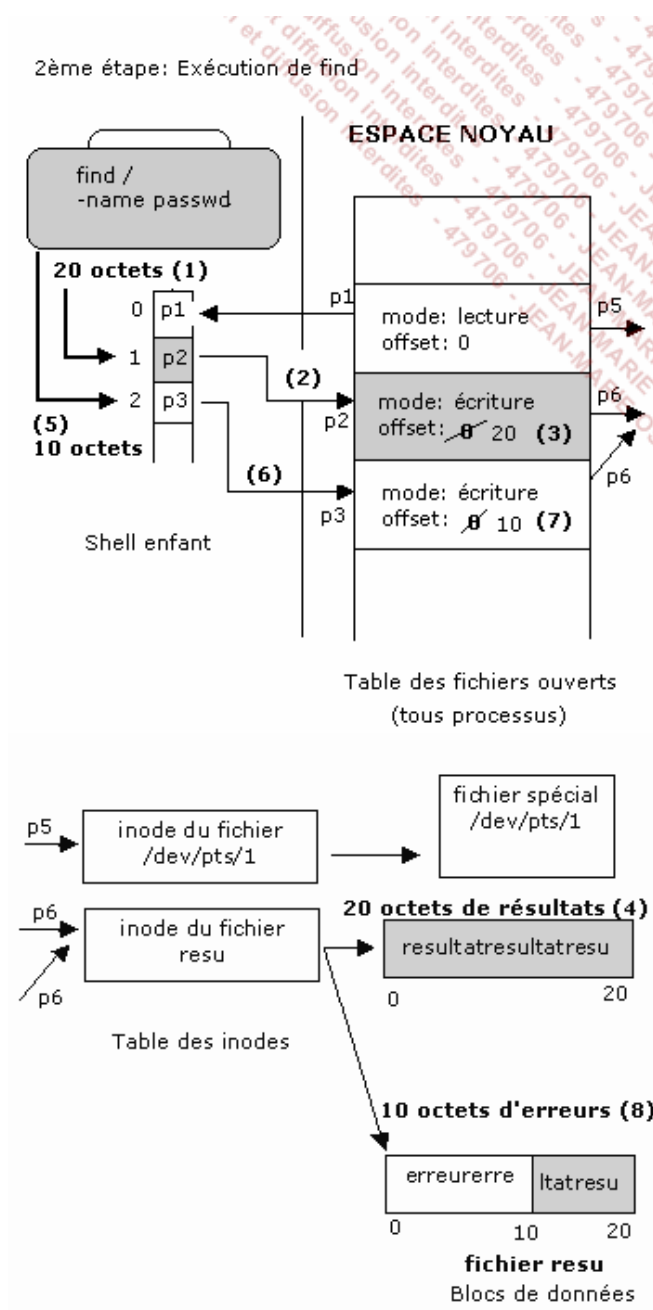 2ème étape: Exécution de find
ESPACE NOYAU
find /
-name passwd
20 octets (1)
0 p1
1 p2
2 p3
(5)
10 octets
Shell enfant
p1
(2)
p2
(6)
p3
mode: lecture
offset: 0
mode: écriture
offset: 0 20 (3)
mode: écriture
offset: 0 10 (7)
p5
p6
p6
Table des fichiers ouverts
(tous processus)
p5
inode du fichier
/dev/pts/1
fichier spécial
/dev/pts/1
p6
inode du fichier
resu
p6
Table des inodes
20 octets de résultats (4)
resultatresultatresu
0 20
10 octets d'erreurs (8)
erreurerre ltatresu
0 10 20
fichier resu
Blocs de données